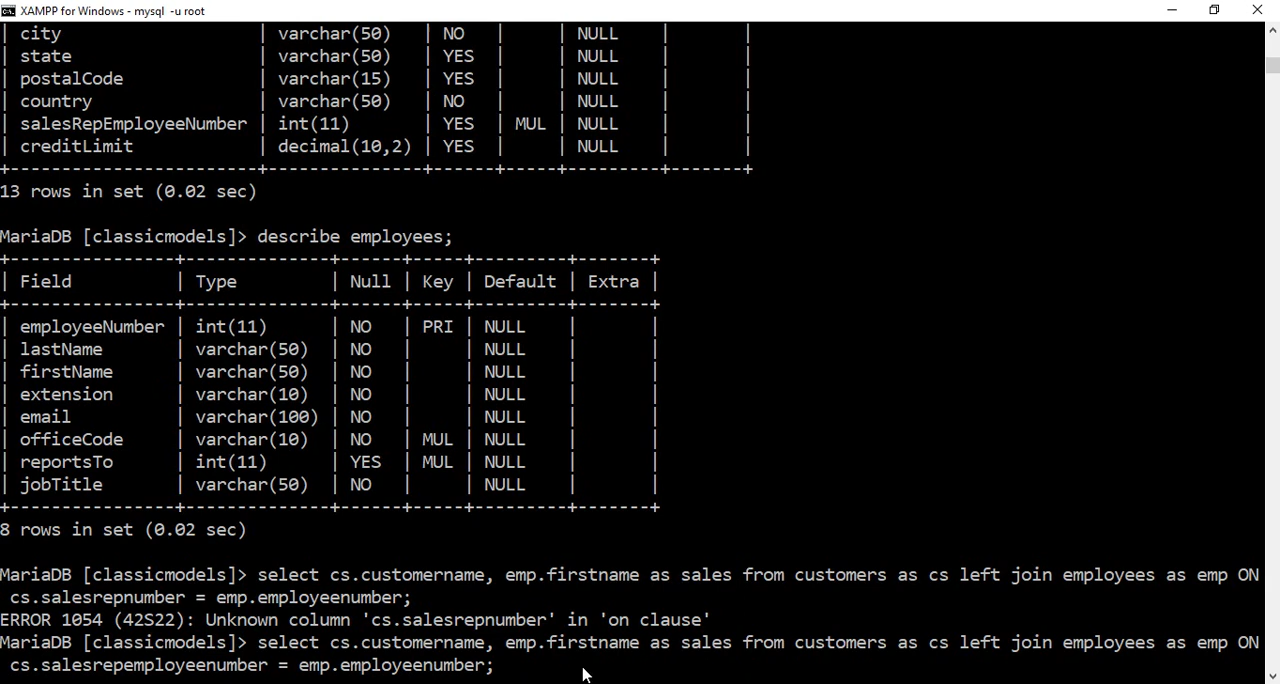 XAMPP for Windows - mysql -u root
| city | varchar(50) | NO | | NULL | |
| state | varchar(50) | YES | | NULL | |
| postalCode | varchar(15) | YES | | NULL | |
| country | varchar(50) | NO | | NULL | |
| salesRepEmployeeNumber | int(11) | YES | MUL | NULL | |
| creditLimit | decimal(10,2) | YES | | NULL | |
+------------------------+---------------+------+-----+---------+-------+
13 rows in set (0.02 sec)
MariaDB [classicmodels]> describe employees;
+----------------+--------------+------+-----+---------+-------+
| Field | Type | Null | Key | Default | Extra |
+----------------+--------------+------+-----+---------+-------+
| employeeNumber | int(11) | NO | PRI | NULL | |
| lastName | varchar(50) | NO | | NULL | |
| firstName | varchar(50) | NO | | NULL | |
| extension | varchar(10) | NO | | NULL | |
| email | varchar(100) | NO | | NULL | |
| officeCode | varchar(10) | NO | MUL | NULL | |
| reportsTo | int(11) | YES | MUL | NULL | |
| jobTitle | varchar(50) | NO | | NULL | |
+----------------+--------------+------+-----+---------+-------+
8 rows in set (0.02 sec)
MariaDB [classicmodels]> select cs.customername, emp.firstname as sales from customers as cs left join employees as emp ON
cs.salesrepnumber = emp.employeenumber;
ERROR 1054 (42S22): Unknown column 'cs.salesrepnumber' in 'on clause'
MariaDB [classicmodels]> select cs.customername, emp.firstname as sales from customers as cs left join employees as emp ON
cs.salesrepemployeenumber = emp.employeenumber;